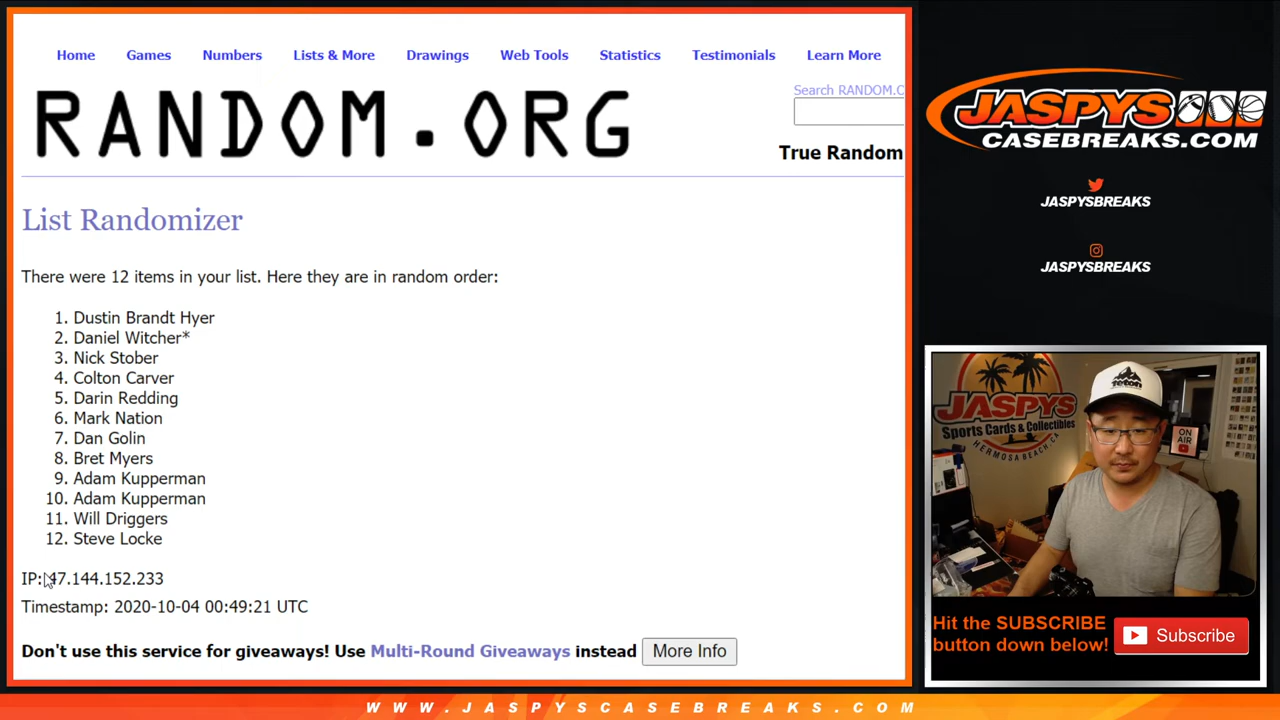 Home Games Numbers Lists & More Drawings Web Tools Statistics Testimonials Learn More
Search RANDOM.C
RANDOM.ORG
True Random
List Randomizer
There were 12 items in your list. Here they are in random order:
1. Dustin Brandt Hyer
2. Daniel Witcher*
3. Nick Stober
4. Colton Carver
5. Darin Redding
6. Mark Nation
7. Dan Golin
8. Bret Myers
9. Adam Kupperman
10. Adam Kupperman
11. Will Driggers
12. Steve Locke
IP: 47.144.152.233
Timestamp: 2020-10-04 00:49:21 UTC
Don't use this service for giveaways! Use Multi-Round Giveaways instead More Info
JASPYS
CASEBREAKS.COM
JASPYSBREAKS
JASPYSBREAKS
JASPYS
Sports Cards & Collectibles
HERMOSA BEACH, CA
TETON
ON
AIR
Hit the SUBSCRIBE
button down below!
Subscribe
WWW.JASPYSCASEBREAKS.COM